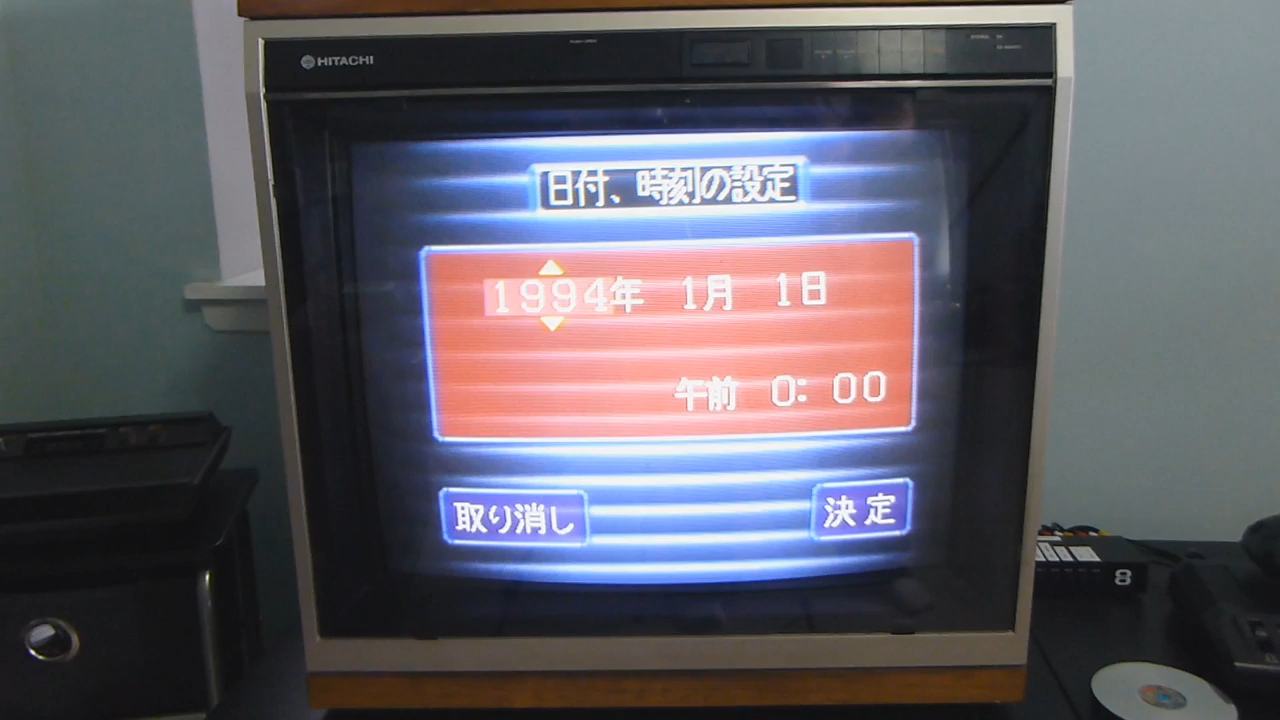 HITACHI
日付、時刻の設定
1994年 1月 1日
午前 0:00
取り消し 決定
8